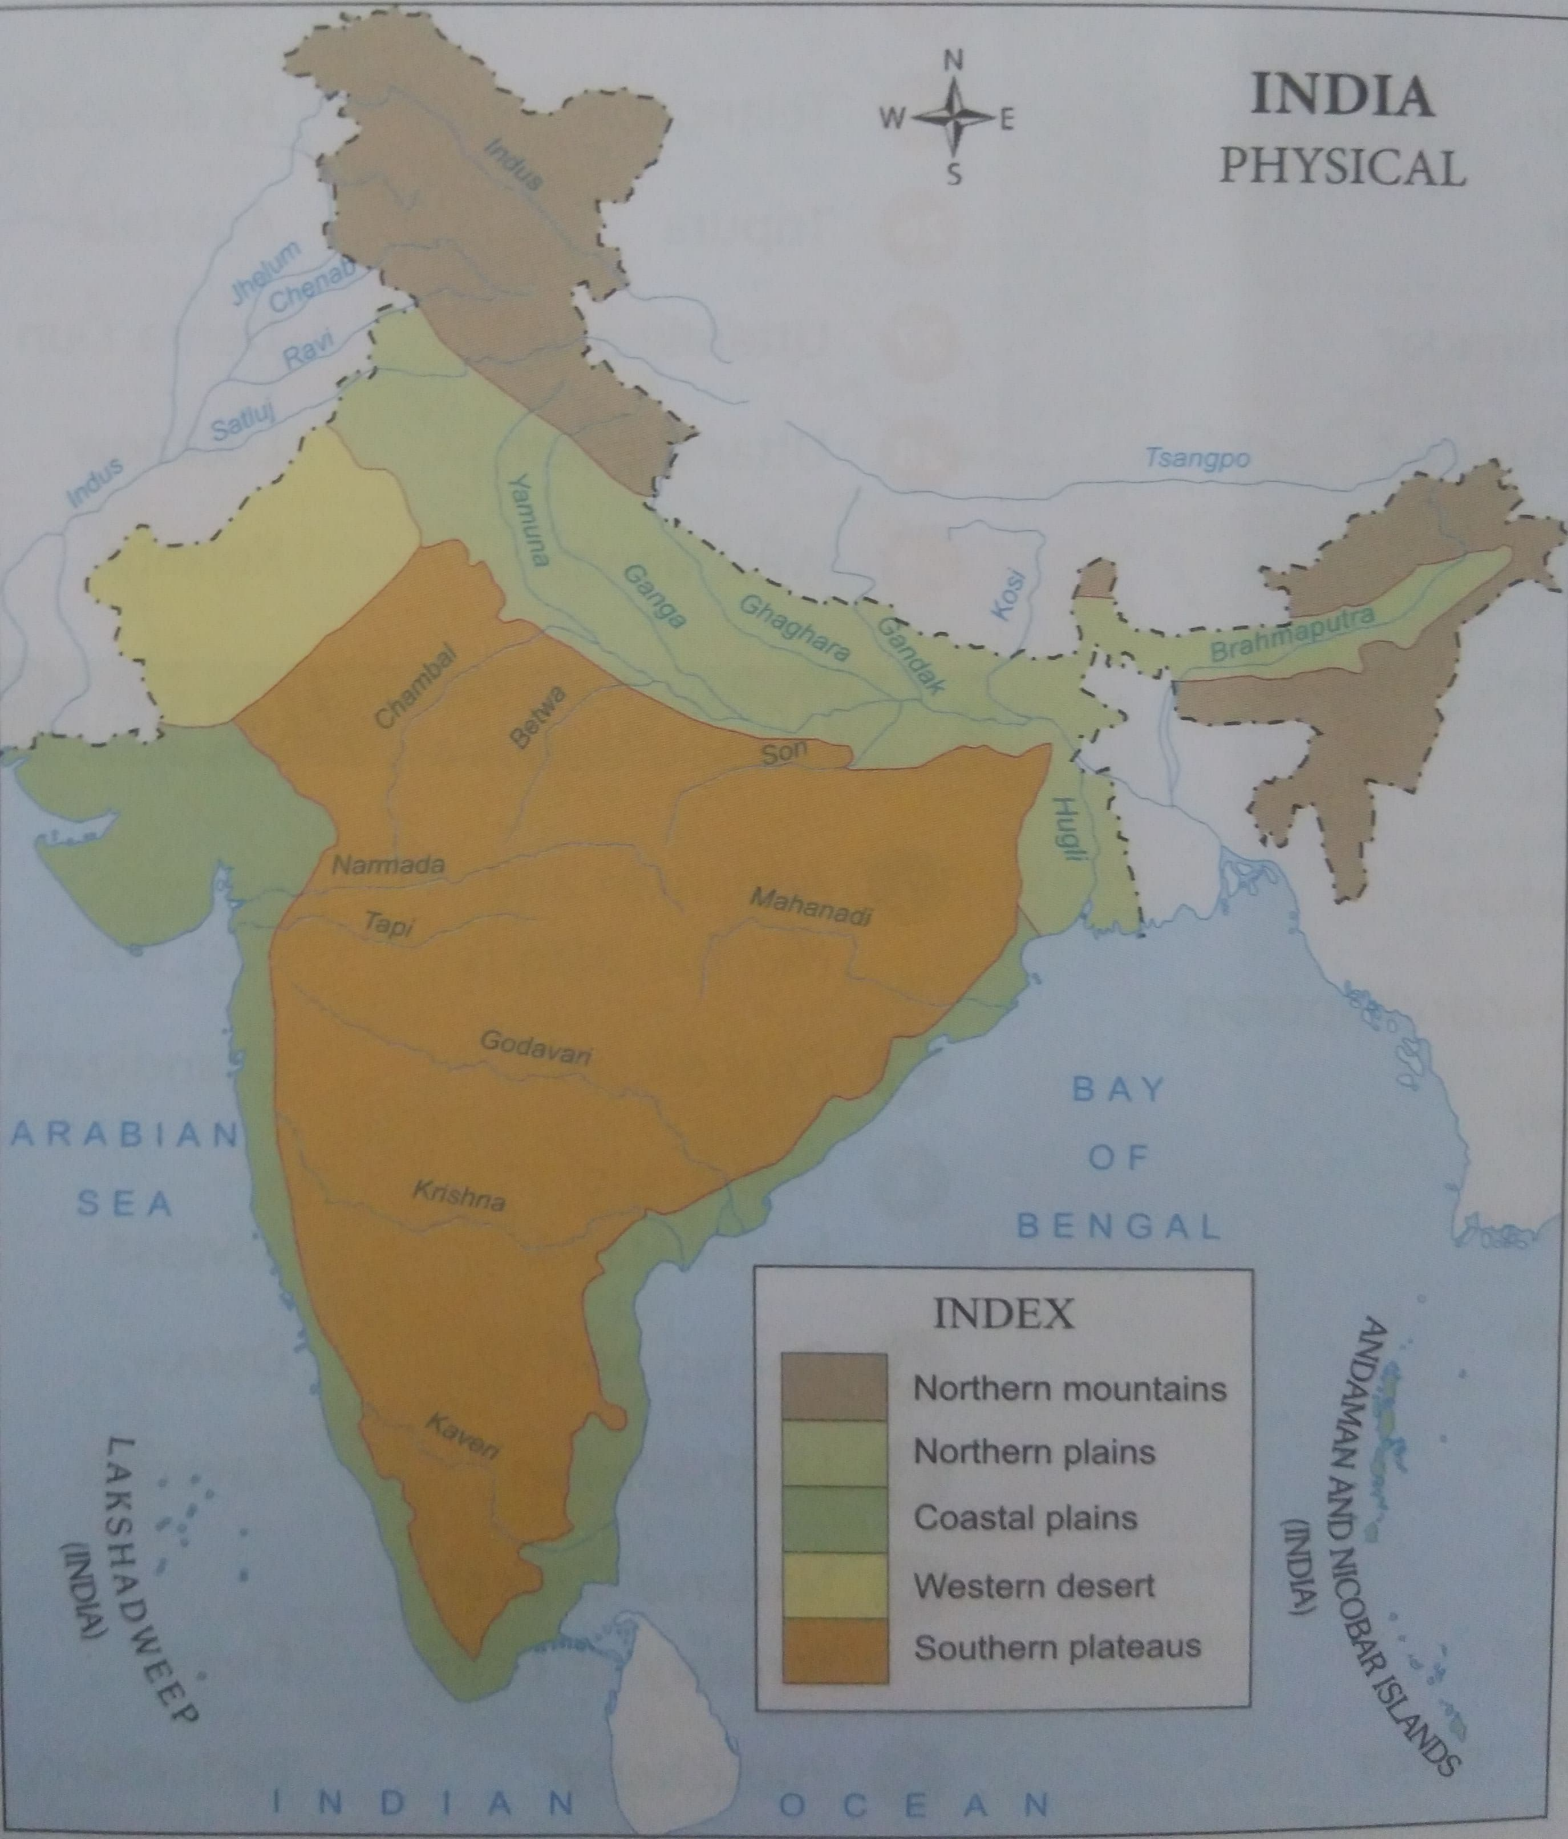 INDIA
PHYSICAL
N
W
E
S
Indus
Jhelum
Chenab
Ravi
Satluj
Indus
Tsangpo
Yamuna
Ganga
Ghaghara
Gandak
Kosi
Brahmaputra
Chambal
Betwa
Son
Hugli
Narmada
Tapi
Mahanadi
Godavari
Krishna
Kaveri
ARABIAN
SEA
BAY
OF
BENGAL
INDEX
Northern mountains
Northern plains
Coastal plains
Western desert
Southern plateaus
LAKSHADWEEP
(INDIA)
ANDAMAN AND NICOBAR ISLANDS
(INDIA)
INDIAN OCEAN